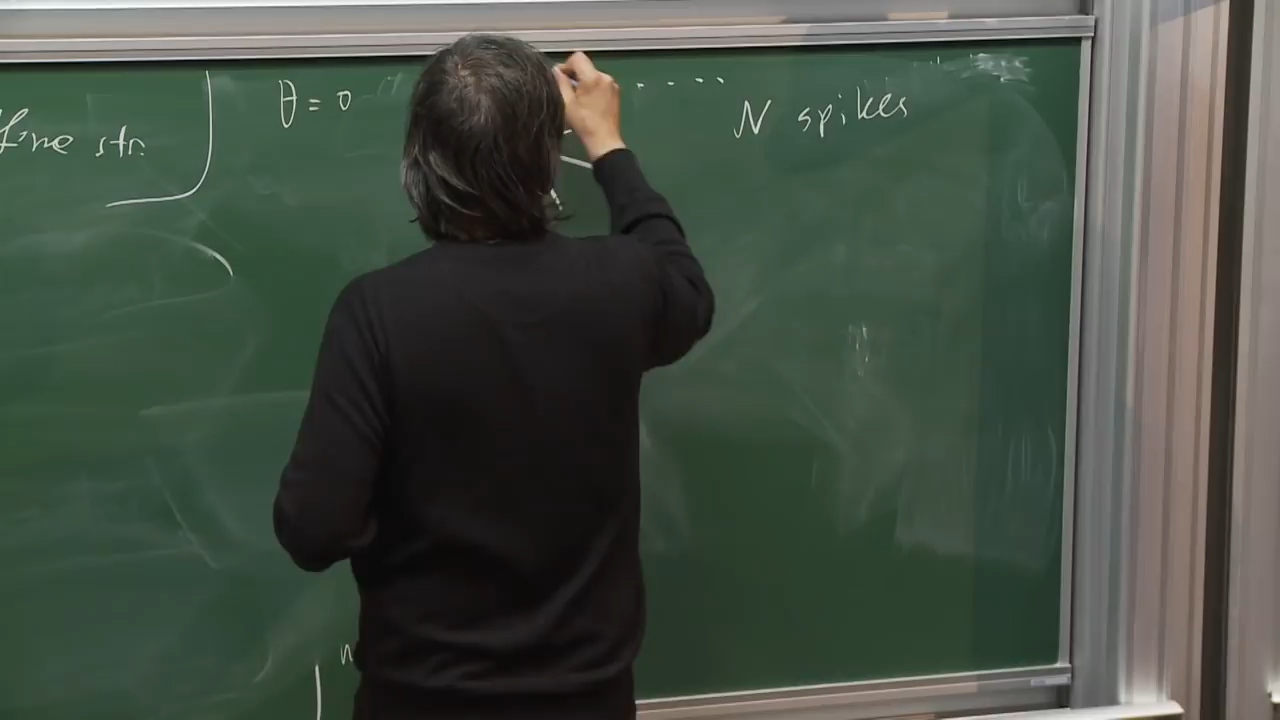 θ = 0 .... N spikes
fine str.